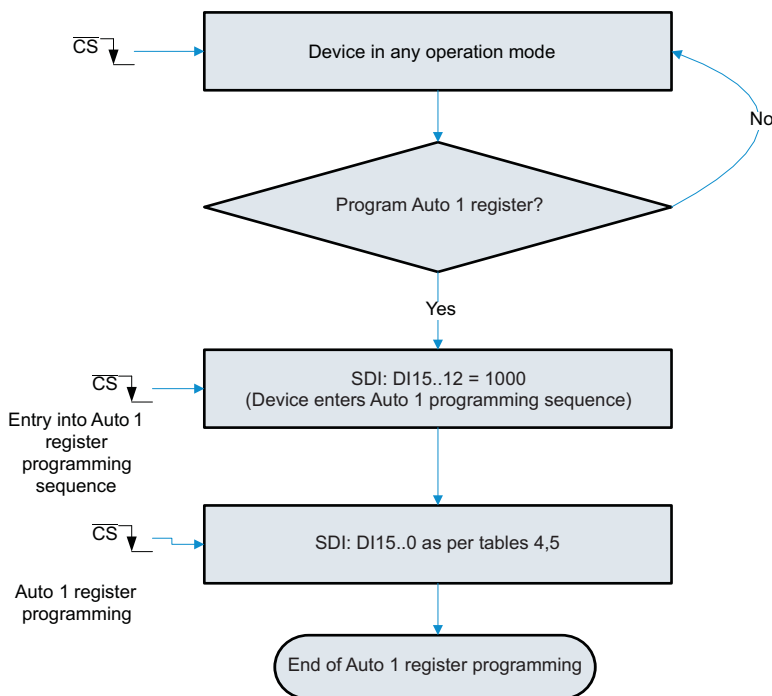 CS
Device in any operation mode
No
Program Auto 1 register?
Yes
CS
SDI: DI15..12 = 1000
(Device enters Auto 1 programming sequence)
Entry into Auto 1
register
programming
sequence
CS
SDI: DI15..0 as per tables 4,5
Auto 1 register
programming
End of Auto 1 register programming